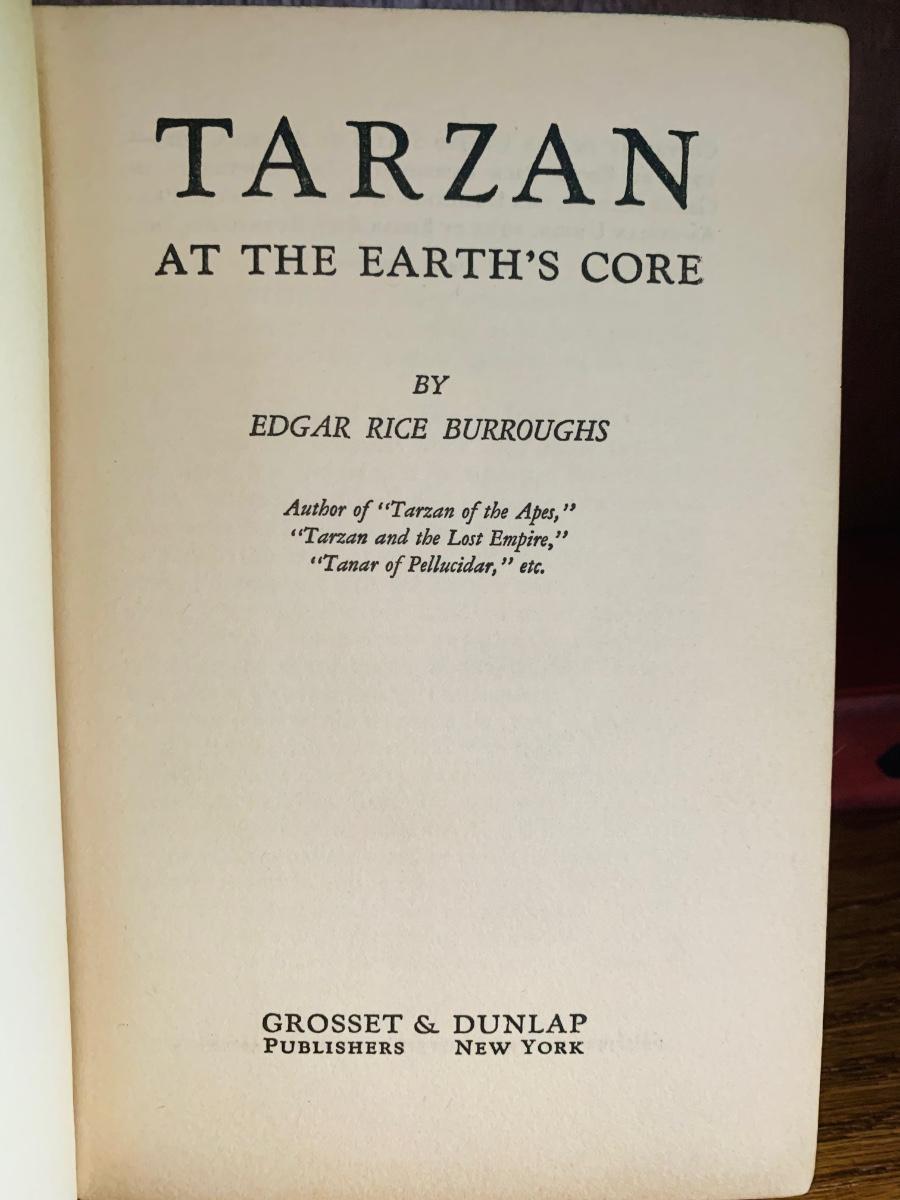 TARZAN
AT THE EARTH'S CORE
BY
EDGAR RICE BURROUGHS
Author of "Tarzan of the Apes,"
"Tarzan and the Lost Empire,"
"Tanar of Pellucidar," etc.
GROSSET & DUNLAP
PUBLISHERS NEW YORK